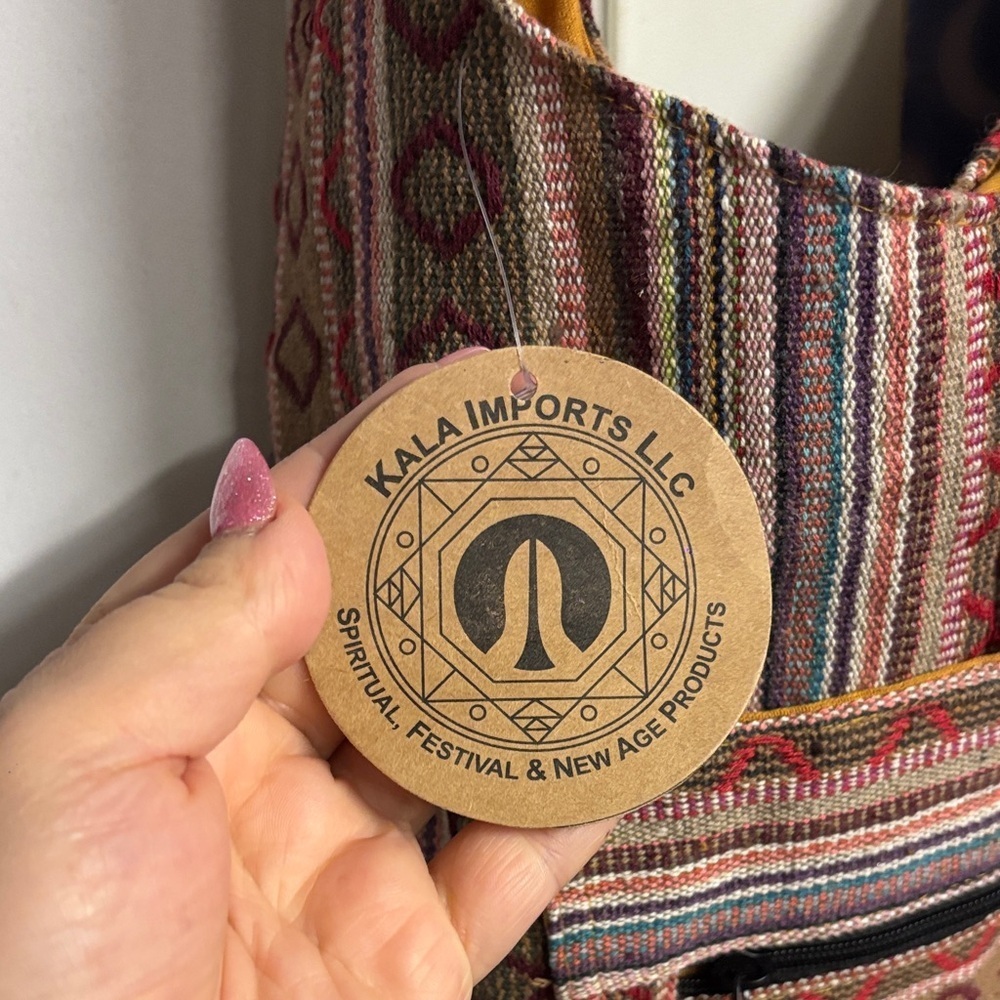 KALA IMPORTS LLC
SPIRITUAL, FESTIVAL & NEW AGE PRODUCTS